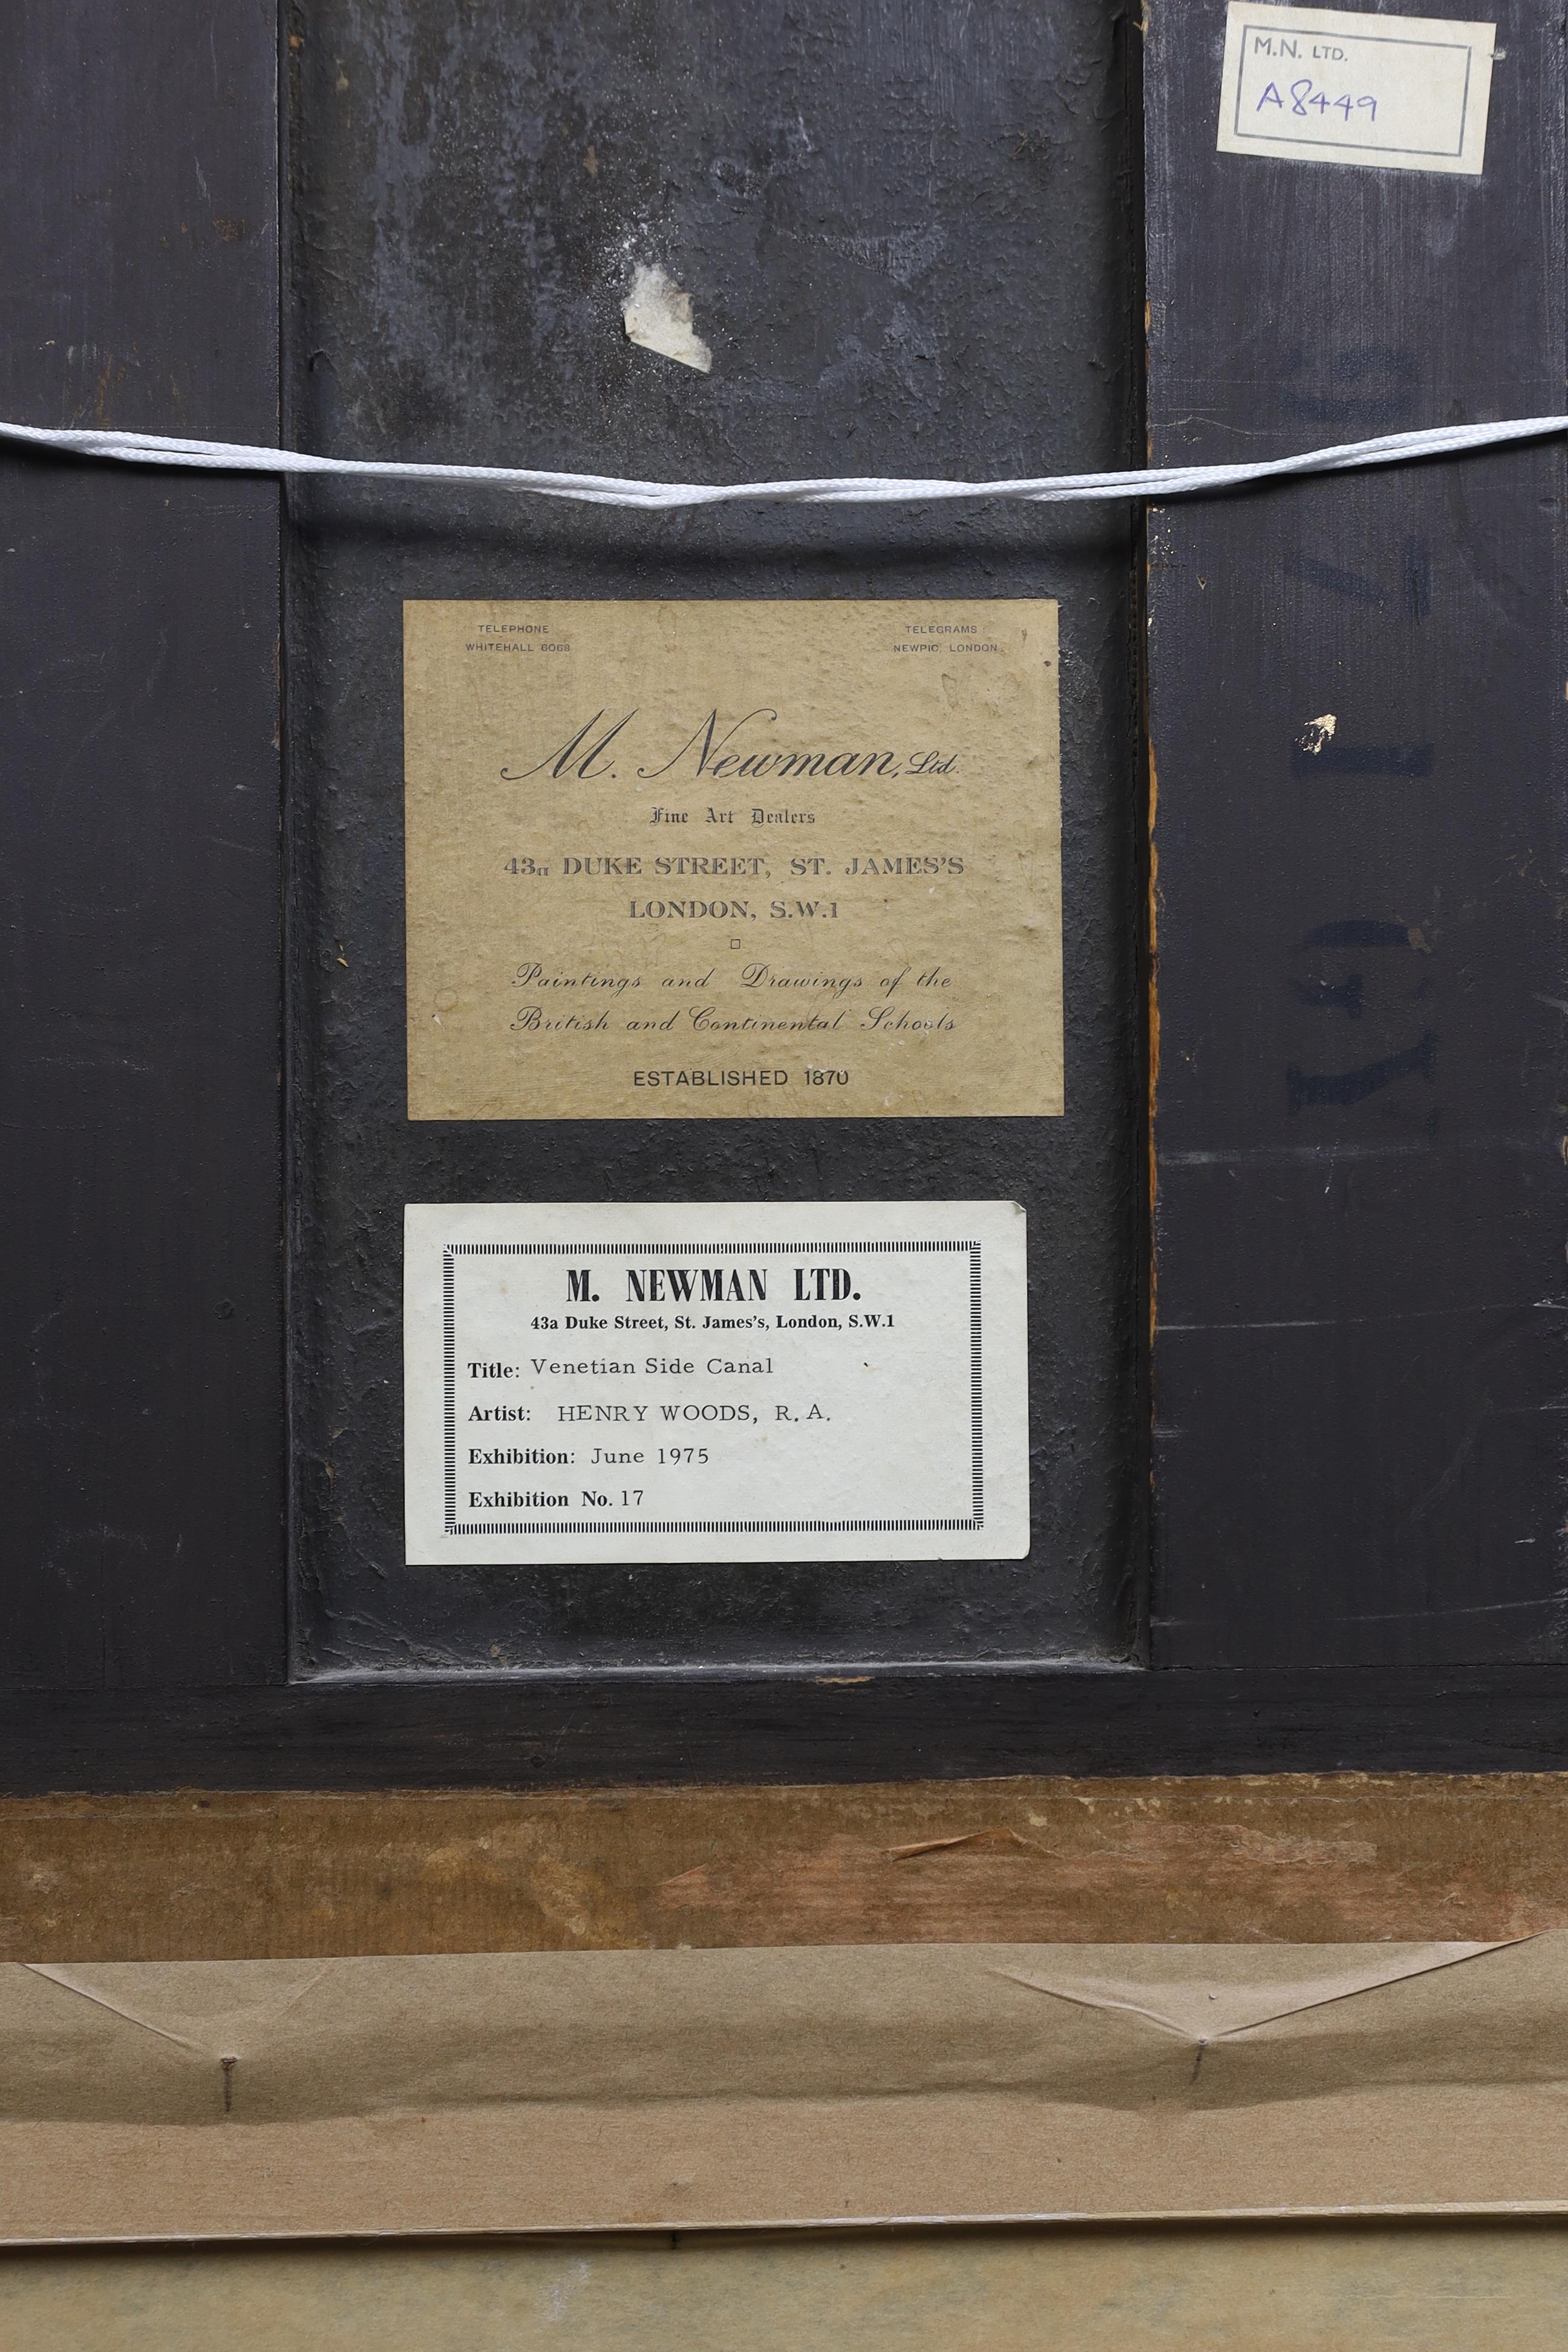 M.N. LTD.
A8449
TELEPHONE
WHITEHALL 6068
TELEGRAMS
NEWPIC, LONDON
M. Newman, Ltd.
Fine Art Dealers
43a DUKE STREET, ST. JAMES'S
LONDON, S.W.1
Paintings and Drawings of the
British and Continental Schools
ESTABLISHED 1870
M. NEWMAN LTD.
43a Duke Street, St. James's, London, S.W.1
Title: Venetian Side Canal
Artist: HENRY WOODS, R.A.
Exhibition: June 1975
Exhibition No. 17